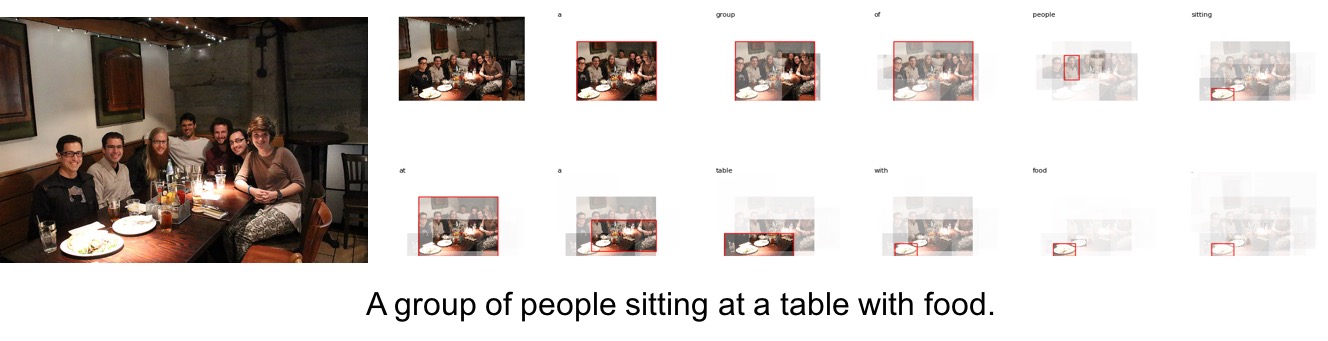 a group of people sitting
at a table with food .
A group of people sitting at a table with food.